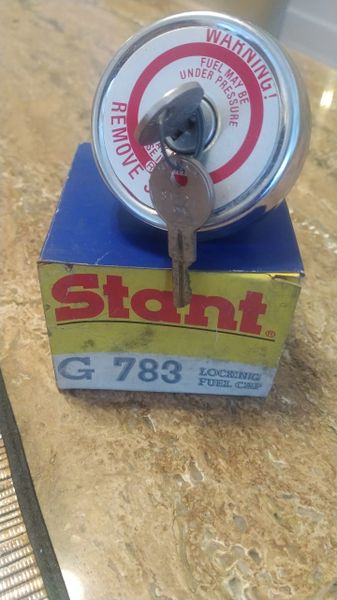 WARNING!
FUEL MAY BE
UNDER PRESSURE
REMOVE
Stant®
G 783
LOCKING
FUEL CAP